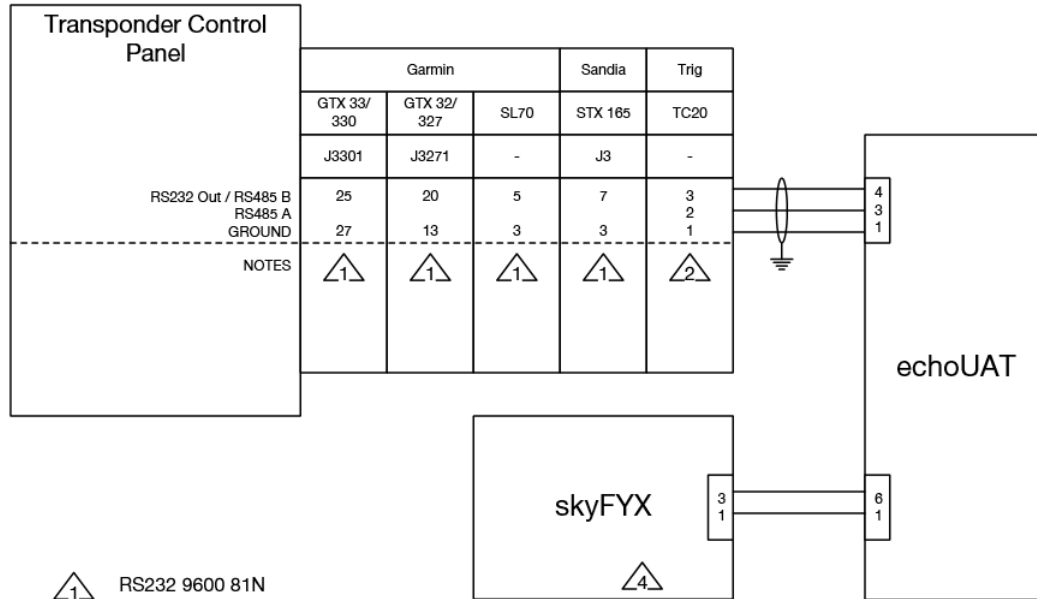 Transponder Control
Panel
Garmin Sandia Trig
GTX 33/ GTX 32/ SL70 STX 165 TC20
330 327
J3301 J3271 - J3 -
RS232 Out / RS485 B 25 20 5 7 3 4
RS485 A 2 3
GROUND 27 13 3 3 1 1
NOTES 1 1 1 1 2
echoUAT
skyFYX
3 6
1 1
4
1 RS232 9600 81N